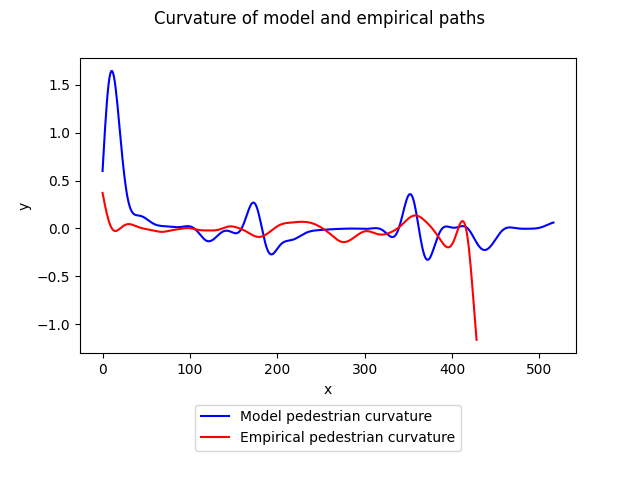 Curvature of model and empirical paths
1.5
1.0
0.5
0.0
−0.5
−1.0
y
0 100 200 300 400 500
x
Model pedestrian curvature
Empirical pedestrian curvature